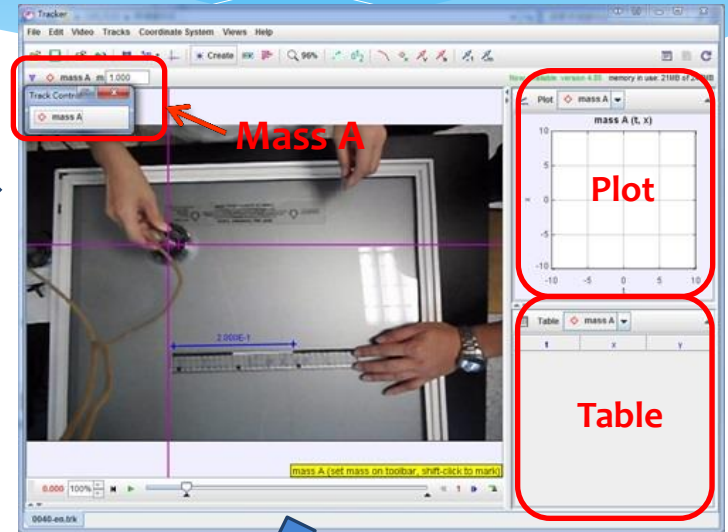 Tracker
File Edit Video Tracks Coordinate System Views Help
Create 96%
mass A m 1.000
memory in use: 21MB of 247MB
Track Control
mass A
Mass A
Plot mass A
mass A (t, x)
10
5
x 0
-5
-10
-10 -5 0 5 10
t
Plot
2.000E-1
Table mass A
t x y
Table
mass A (set mass on toolbar, shift-click to mark)
0.000 100% 1
0040-en.trk